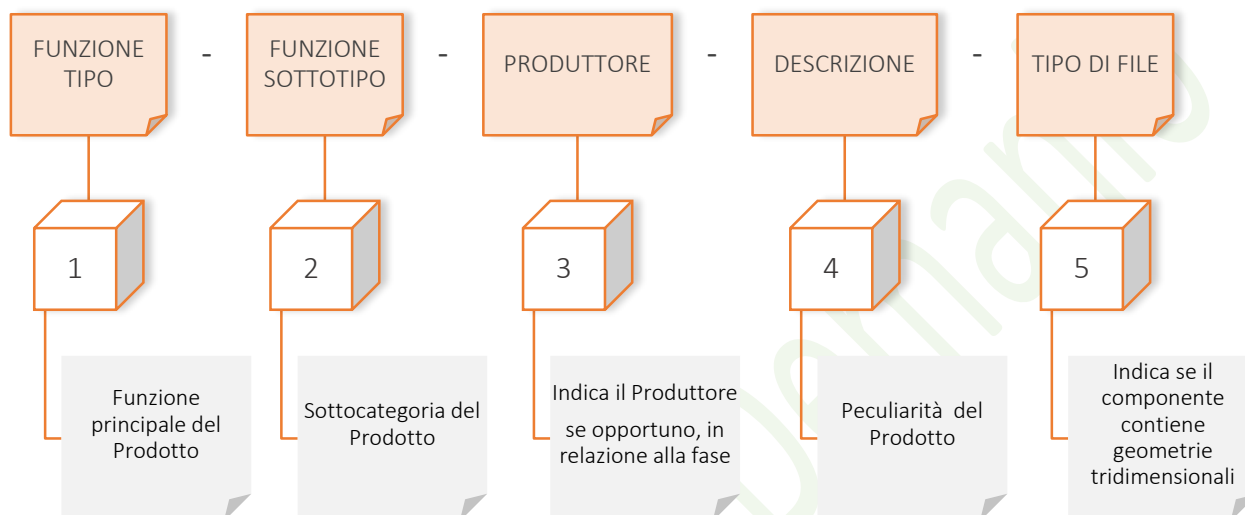 FUNZIONE
TIPO
-
FUNZIONE
SOTTOTIPO
-
PRODUTTORE
-
DESCRIZIONE
-
TIPO DI FILE
1
2
3
4
5
Funzione
principale del
Prodotto
Sottocategoria del
Prodotto
Indica il Produttore
se opportuno, in
relazione alla fase
Peculiarità del
Prodotto
Indica se il
componente
contiene
geometrie
tridimensionali